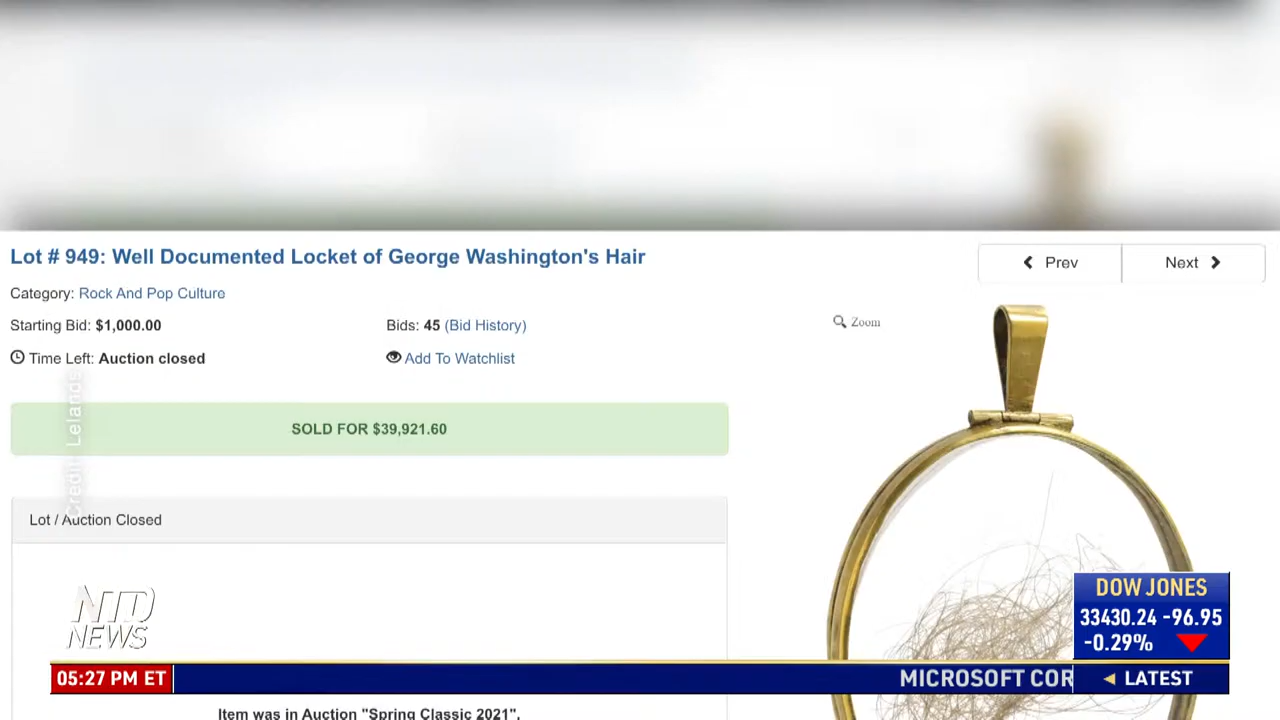 Lot # 949: Well Documented Locket of George Washington's Hair
Prev
Next
Category: Rock And Pop Culture
Starting Bid: $1,000.00
Bids: 45 (Bid History)
Zoom
Time Left: Auction closed
Add To Watchlist
SOLD FOR $39,921.60
Credit: Lelands
Lot / Auction Closed
NTD
NEWS
DOW JONES
33430.24 -96.95
-0.29%
05:27 PM ET
MICROSOFT COR
LATEST
Item was in Auction "Spring Classic 2021".